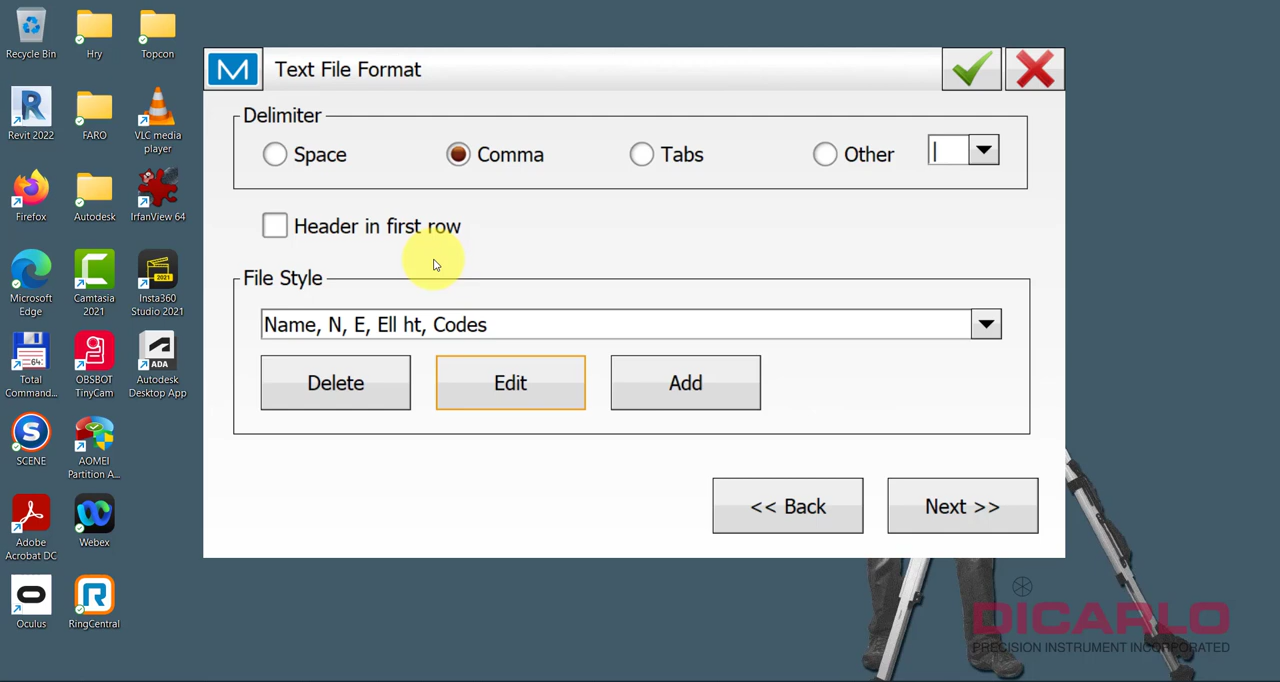 Recycle Bin
Hry
Topcon
Revit 2022
FARO
VLC media
player
Firefox
Autodesk
IrfanView 64
Microsoft
Edge
Camtasia
2021
Insta360
Studio 2021
Total
Command...
64
OBSBOT
TinyCam
Autodesk
Desktop App
ADA
SCENE
AOMEI
Partition A...
Adobe
Acrobat DC
Webex
Oculus
RingCentral
Text File Format
Delimiter
Space
Comma
Tabs
Other
Header in first row
File Style
Name, N, E, Ell ht, Codes
Delete
Edit
Add
<< Back
Next >>
DICARLO
PRECISION INSTRUMENT INCORPORATED